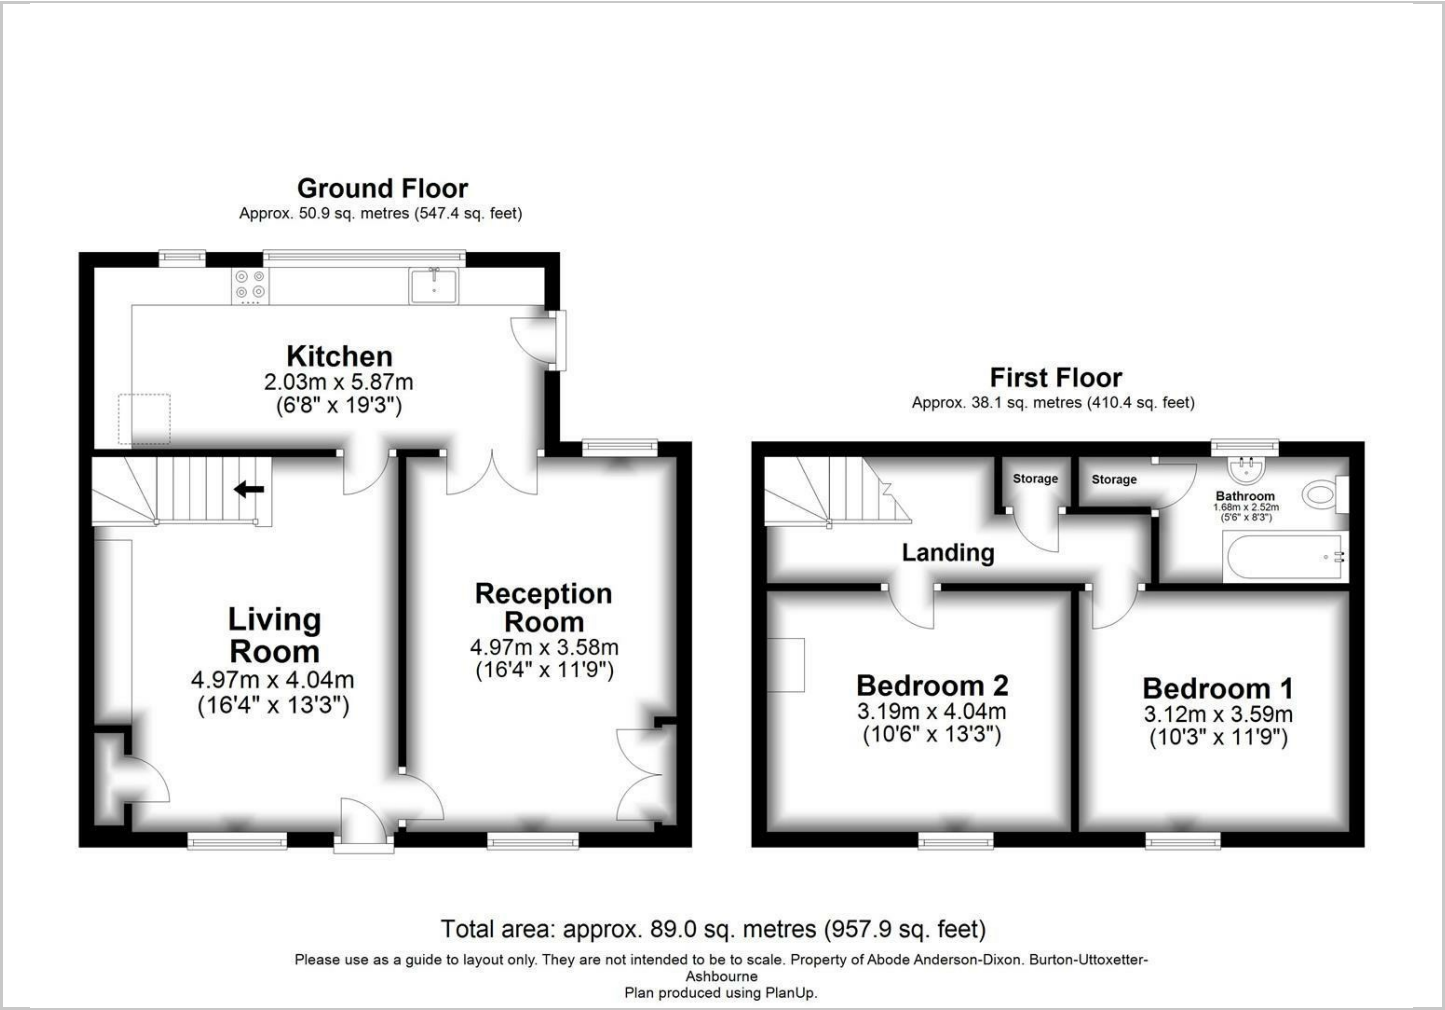 Ground Floor
Approx. 50.9 sq. metres (547.4 sq. feet)
Kitchen
2.03m x 5.87m
(6'8" x 19'3")
Living
Room
4.97m x 4.04m
(16'4" x 13'3")
Reception
Room
4.97m x 3.58m
(16'4" x 11'9")
First Floor
Approx. 38.1 sq. metres (410.4 sq. feet)
Storage
Storage
Bathroom
1.68m x 2.52m
(5'6" x 8'3")
Landing
Bedroom 2
3.19m x 4.04m
(10'6" x 13'3")
Bedroom 1
3.12m x 3.59m
(10'3" x 11'9")
Total area: approx. 89.0 sq. metres (957.9 sq. feet)
Please use as a guide to layout only. They are not intended to be to scale. Property of Abode Anderson-Dixon. Burton-Uttoxetter-
Ashbourne
Plan produced using PlanUp.